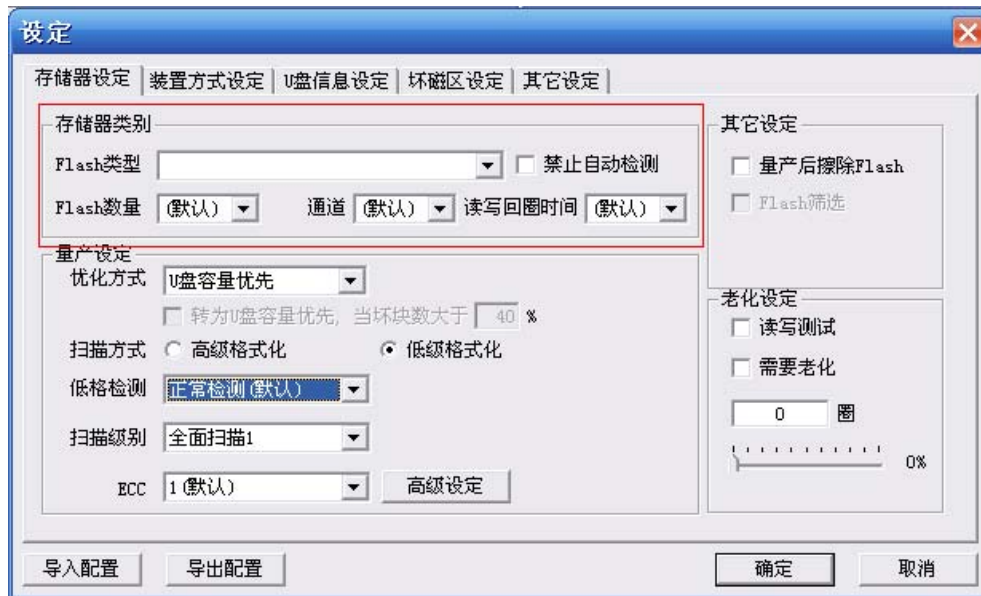 设定
存储器设定 装置方式设定 U盘信息设定 坏磁区设定 其它设定
存储器类别
Flash类型 禁止自动检测
Flash数量 (默认) 通道 (默认) 读写回圈时间 (默认)
量产设定
优化方式 U盘容量优先
转为U盘容量优先, 当坏块数大于 40 %
扫描方式 高级格式化 低级格式化
低格检测 正常检测(默认)
扫描级别 全面扫描1
ECC 1(默认) 高级设定
其它设定
量产后擦除Flash
Flash筛选
老化设定
读写测试
需要老化
0 圈
0%
导入配置 导出配置 确定 取消